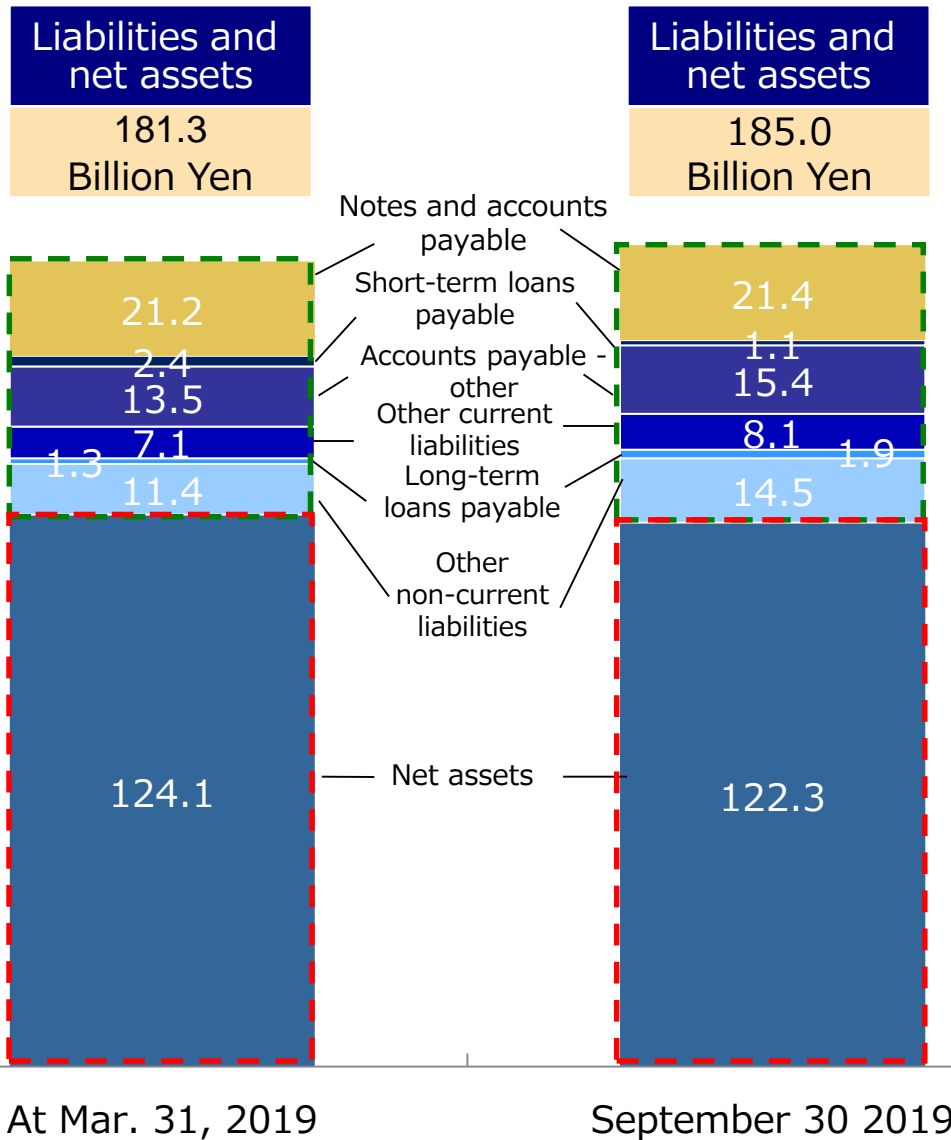 Liabilities and
net assets
181.3
Billion Yen
Liabilities and
net assets
185.0
Billion Yen
Notes and accounts
payable
Short-term loans
payable
Accounts payable -
other
Other current
liabilities
Long-term
loans payable
Other
non-current
liabilities
Net assets
21.2
2.4
13.5
7.1
1.3
11.4
124.1
21.4
1.1
15.4
8.1
1.9
14.5
122.3
At Mar. 31, 2019
September 30 2019